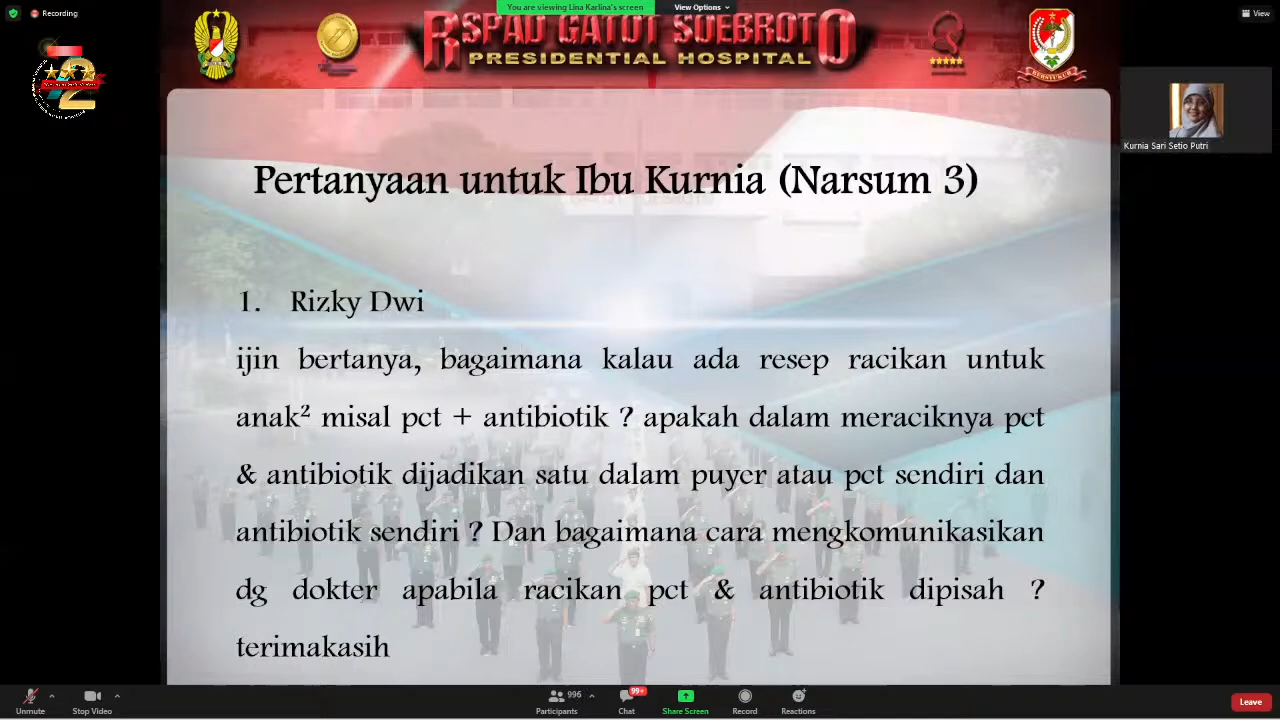 Recording
You are viewing Lina Karlina's screen
View Options
View
RSPAD GATOT SOEBROTO
PRESIDENTIAL HOSPITAL
Kurnia Sari Setio Putri
Pertanyaan untuk Ibu Kurnia (Narsum 3)
1. Rizky Dwi
ijin bertanya, bagaimana kalau ada resep racikan untuk
anak² misal pct + antibiotik ? apakah dalam meraciknya pct
& antibiotik dijadikan satu dalam puyer atau pct sendiri dan
antibiotik sendiri ? Dan bagaimana cara mengkomunikasikan
dg dokter apabila racikan pct & antibiotik dipisah ?
terimakasih
Unmute
Stop Video
996
Participants
99+
Chat
Share Screen
Record
Reactions
Leave